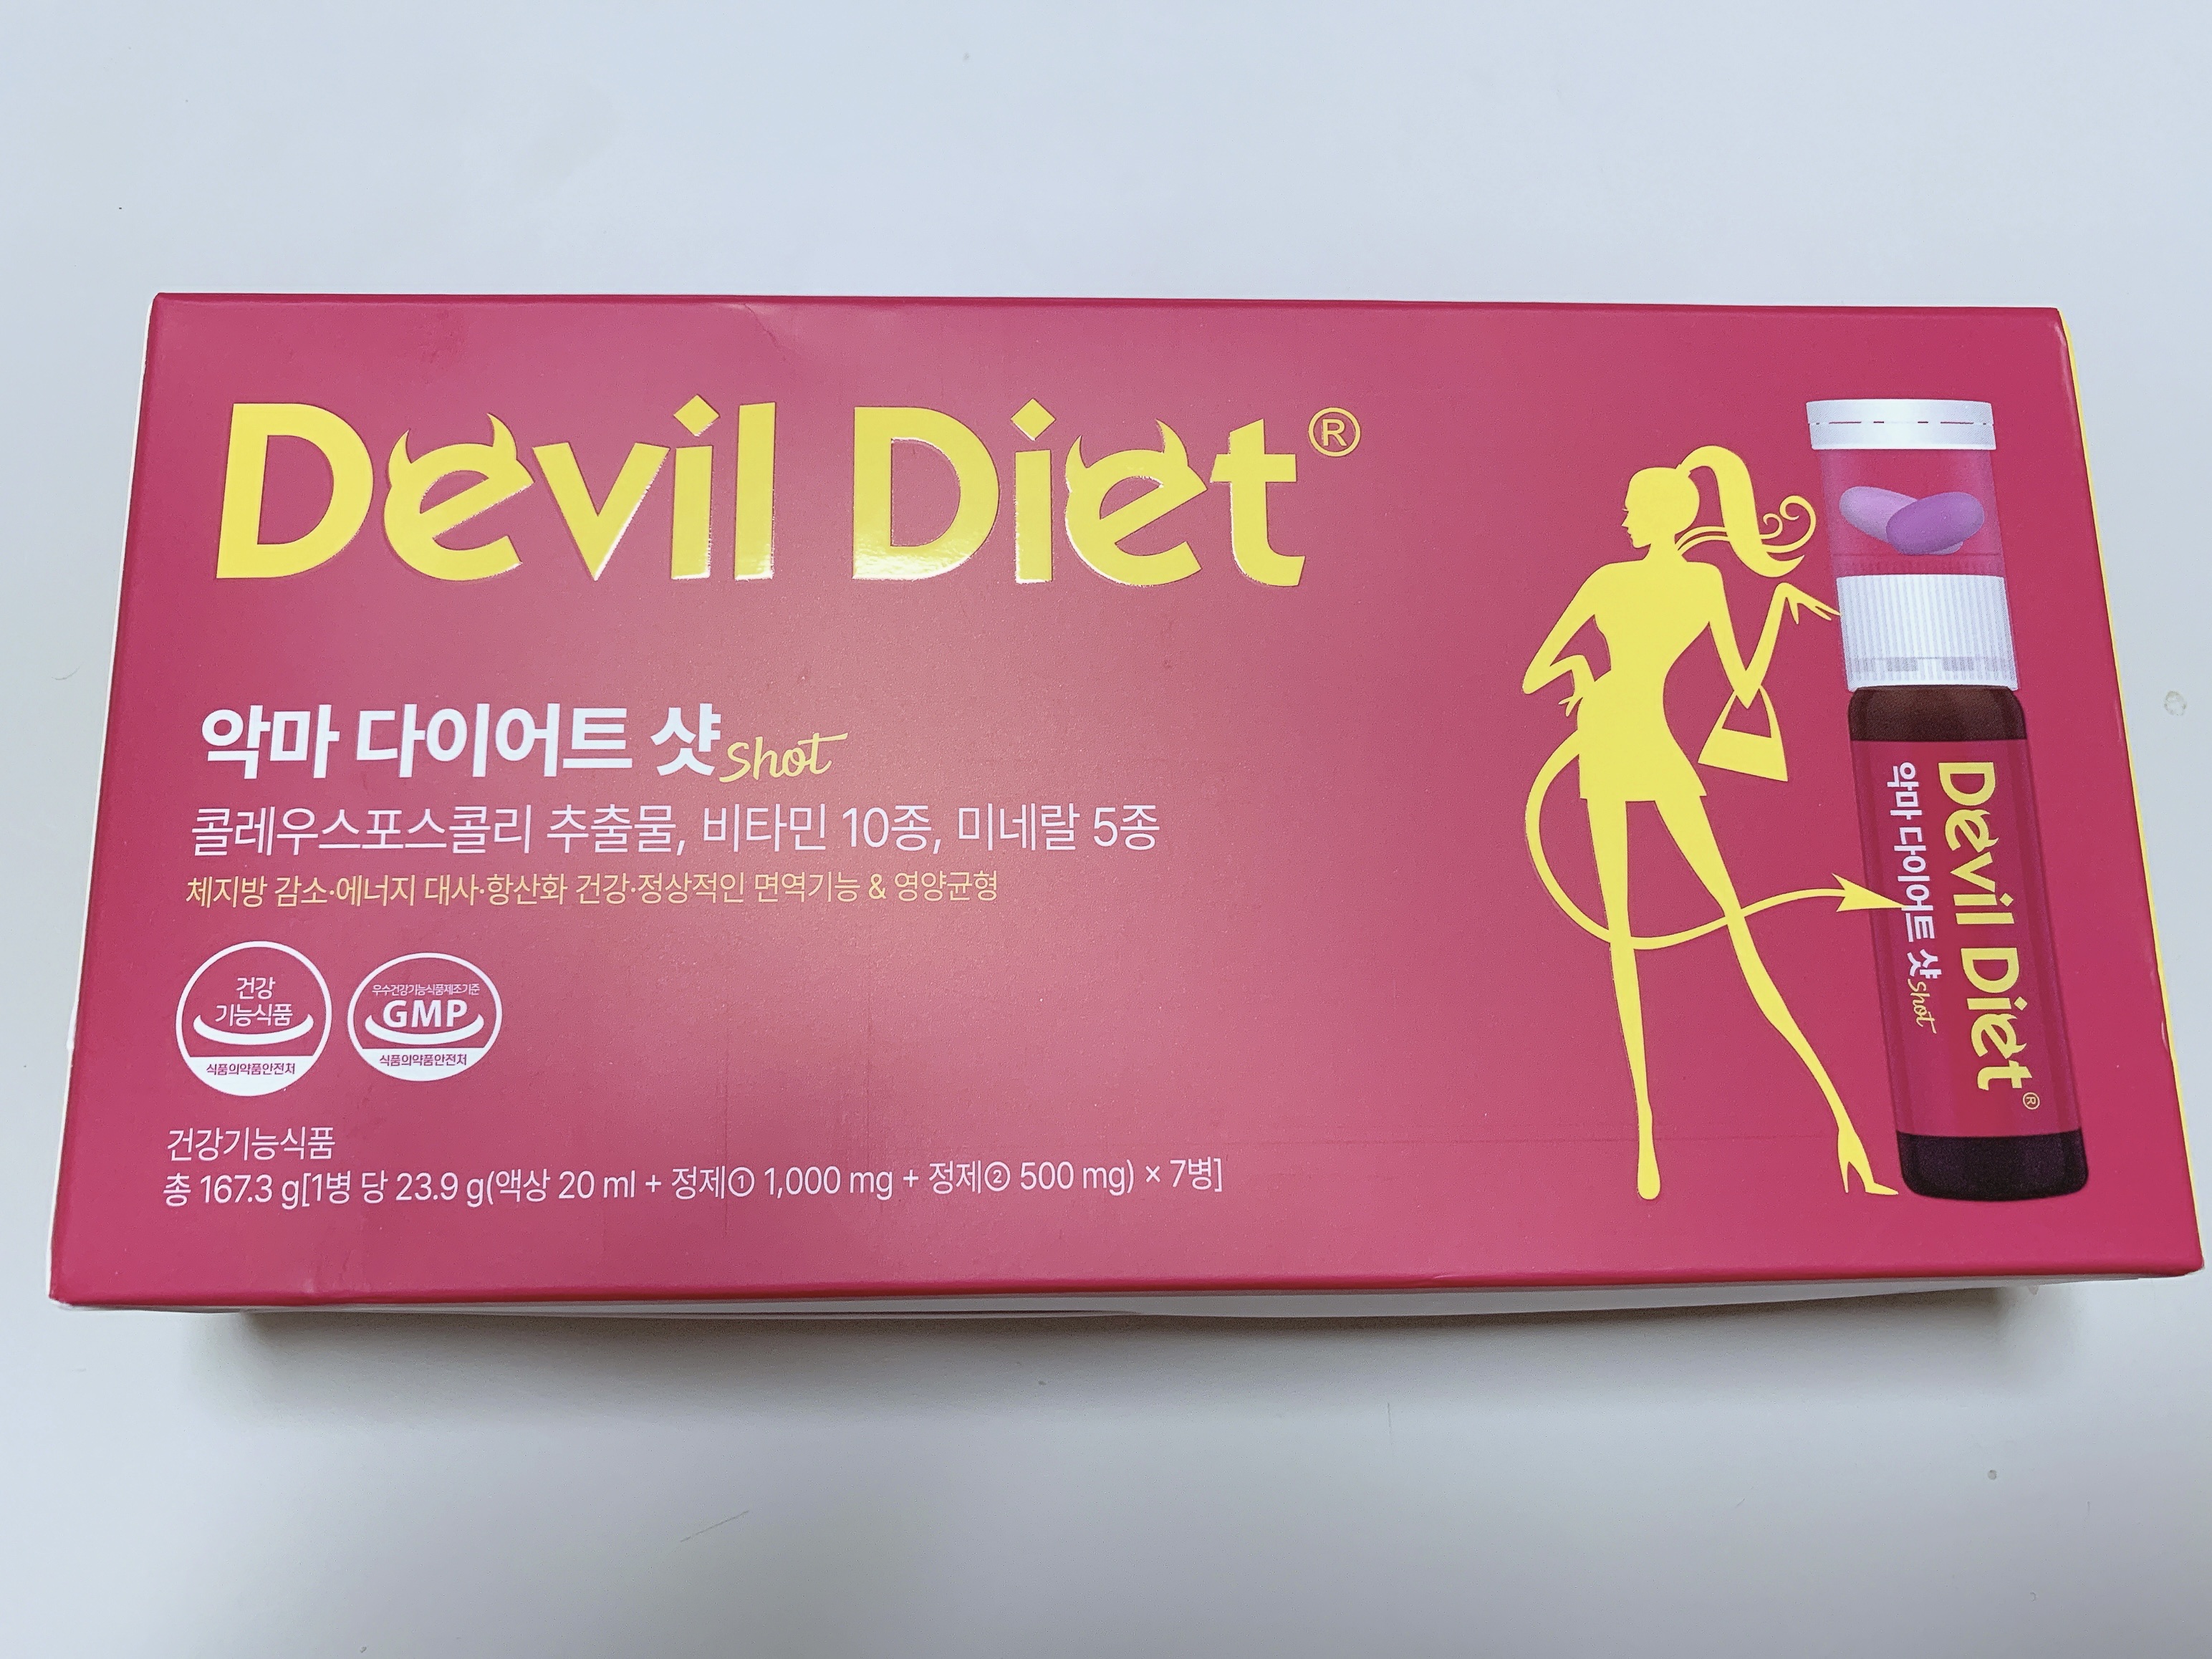 Devil Diet®
악마 다이어트 샷 Shot
콜레우스포스콜리 추출물, 비타민 10종, 미네랄 5종
체지방 감소·에너지 대사·항산화 건강·정상적인 면역기능 & 영양균형
건강
기능식품
식품의약품안전처
우수건강기능식품제조기준
GMP
식품의약품안전처
건강기능식품
총 167.3 g[1병 당 23.9 g(액상 20 ml + 정제① 1,000 mg + 정제② 500 mg) × 7병]
Devil Diet®
악마 다이어트 샷 Shot